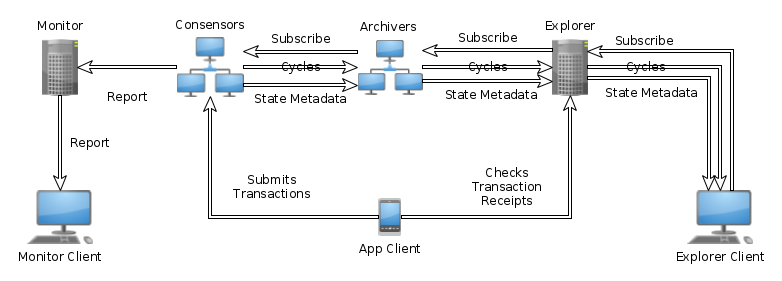 Monitor
Consensors
Archivers
Explorer
Subscribe
Subscribe
Subscribe
Cycles
Cycles
Cycles
Report
State Metadata
State Metadata
State Metadata
Report
Submits
Transactions
Checks
Transaction
Receipts
Monitor Client
App Client
Explorer Client